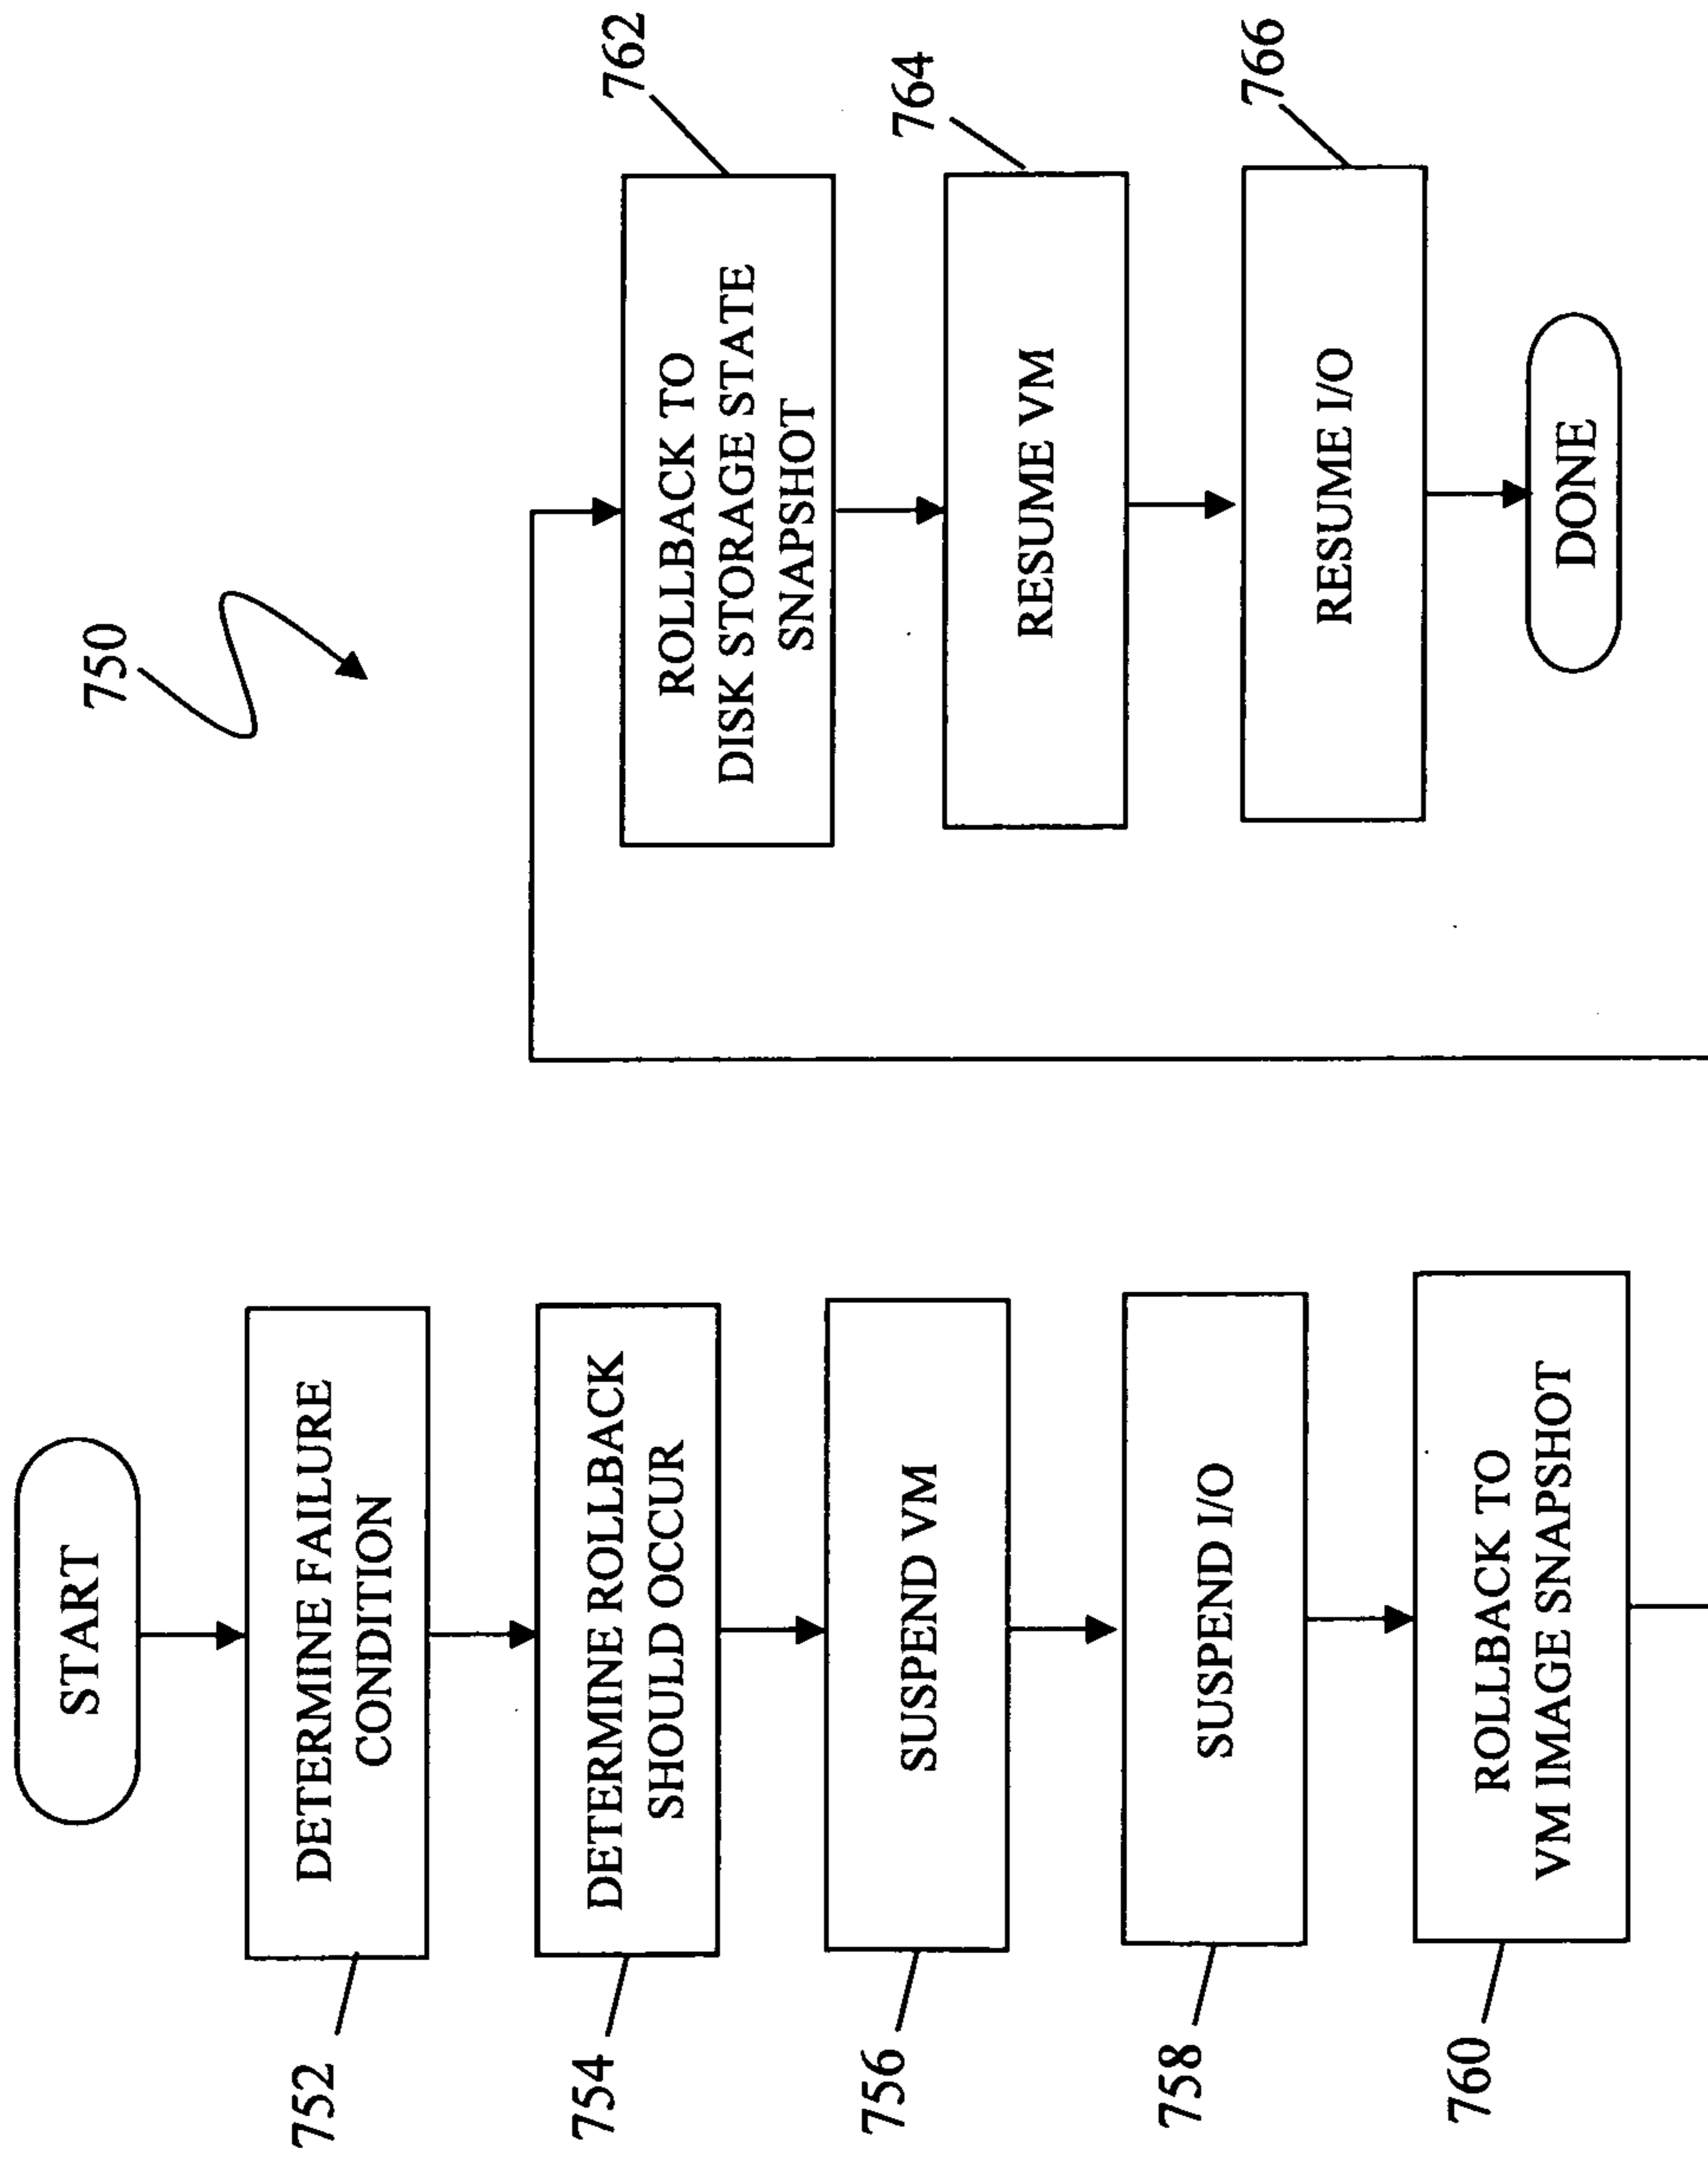 START
752
DETERMINE FAILURE
CONDITION
754
DETERMINE ROLLBACK
SHOULD OCCUR
756
SUSPEND VM
758
SUSPEND I/O
760
ROLLBACK TO
VM IMAGE SNAPSHOT
750
762
ROLLBACK TO
DISK STORAGE STATE
SNAPSHOT
764
RESUME VM
766
RESUME I/O
DONE